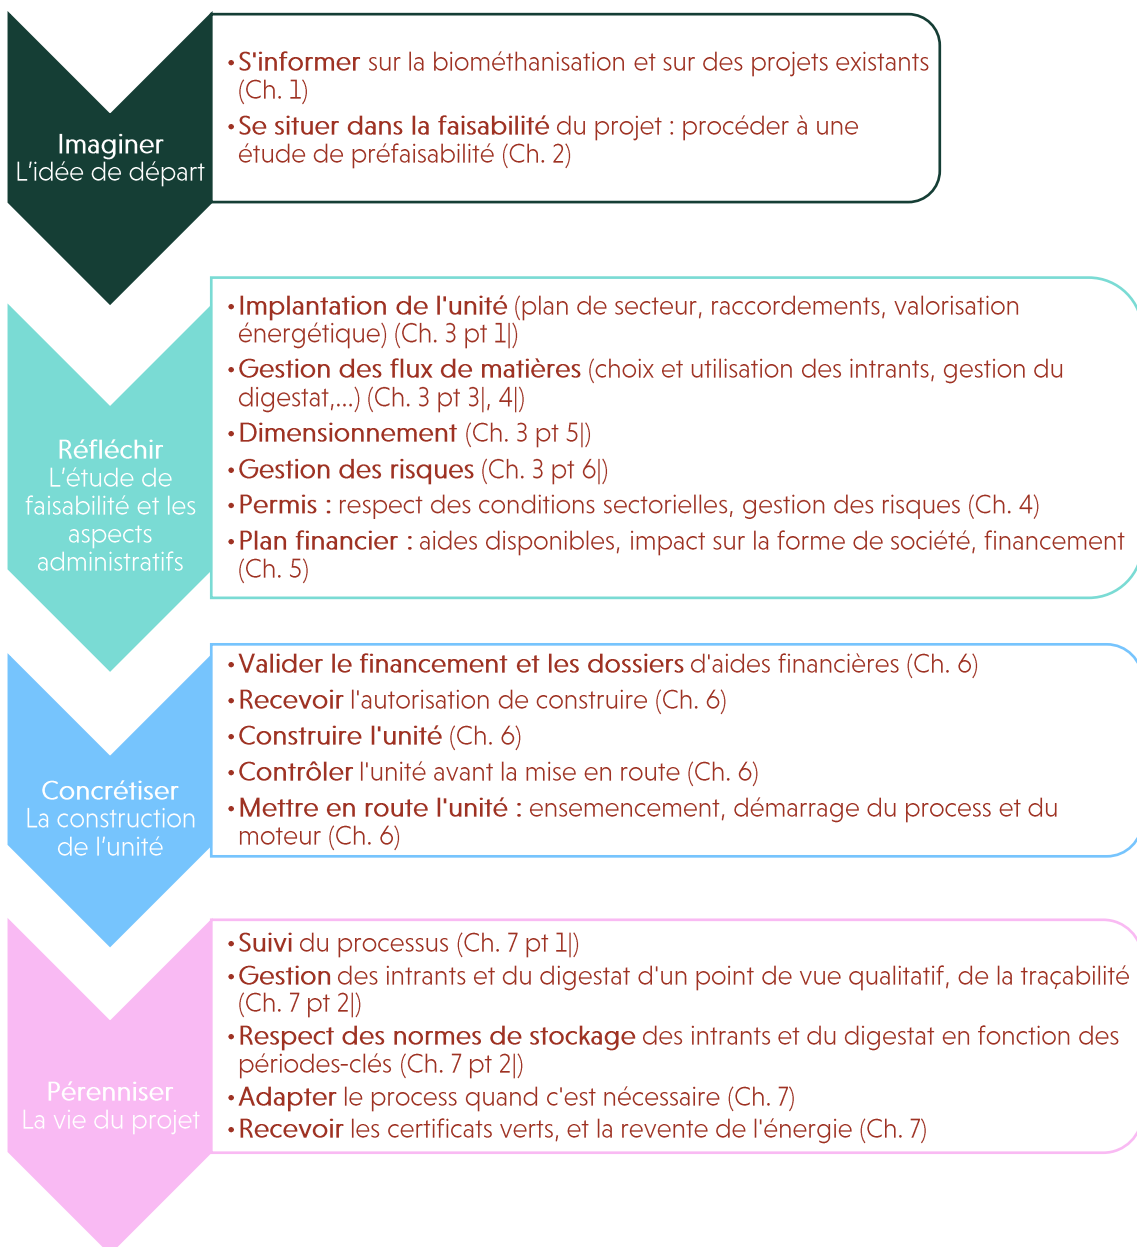 Imaginer
L'idée de départ
•S'informer sur la biométhanisation et sur des projets existants
(Ch. 1)
•Se situer dans la faisabilité du projet : procéder à une
étude de préfaisabilité (Ch. 2)
Réfléchir
L'étude de
faisabilité et les
aspects
administratifs
•Implantation de l'unité (plan de secteur, raccordements, valorisation
énergétique) (Ch. 3 pt 1|)
•Gestion des flux de matières (choix et utilisation des intrants, gestion du
digestat,...) (Ch. 3 pt 3|, 4|)
•Dimensionnement (Ch. 3 pt 5|)
•Gestion des risques (Ch. 3 pt 6|)
•Permis : respect des conditions sectorielles, gestion des risques (Ch. 4)
•Plan financier : aides disponibles, impact sur la forme de société, financement
(Ch. 5)
Concrétiser
La construction
de l'unité
•Valider le financement et les dossiers d'aides financières (Ch. 6)
•Recevoir l'autorisation de construire (Ch. 6)
•Construire l'unité (Ch. 6)
•Contrôler l'unité avant la mise en route (Ch. 6)
•Mettre en route l'unité : ensemencement, démarrage du process et du
moteur (Ch. 6)
Pérenniser
La vie du projet
•Suivi du processus (Ch. 7 pt 1|)
•Gestion des intrants et du digestat d'un point de vue qualitatif, de la traçabilité
(Ch. 7 pt 2|)
•Respect des normes de stockage des intrants et du digestat en fonction des
périodes-clés (Ch. 7 pt 2|)
•Adapter le process quand c'est nécessaire (Ch. 7)
•Recevoir les certificats verts, et la revente de l'énergie (Ch. 7)